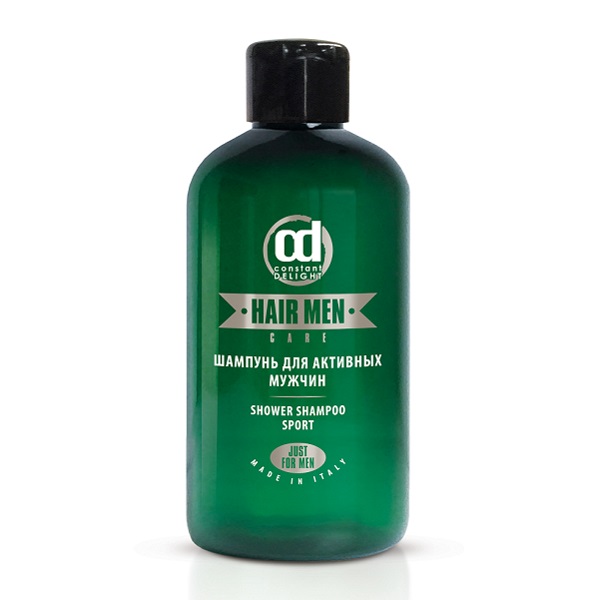 cd
constant
DELIGHT
• HAIR MEN •
CARE
ШАМПУНЬ ДЛЯ АКТИВНЫХ
МУЖЧИН
SHOWER SHAMPOO
SPORT
JUST
FOR MEN
MADE IN ITALY